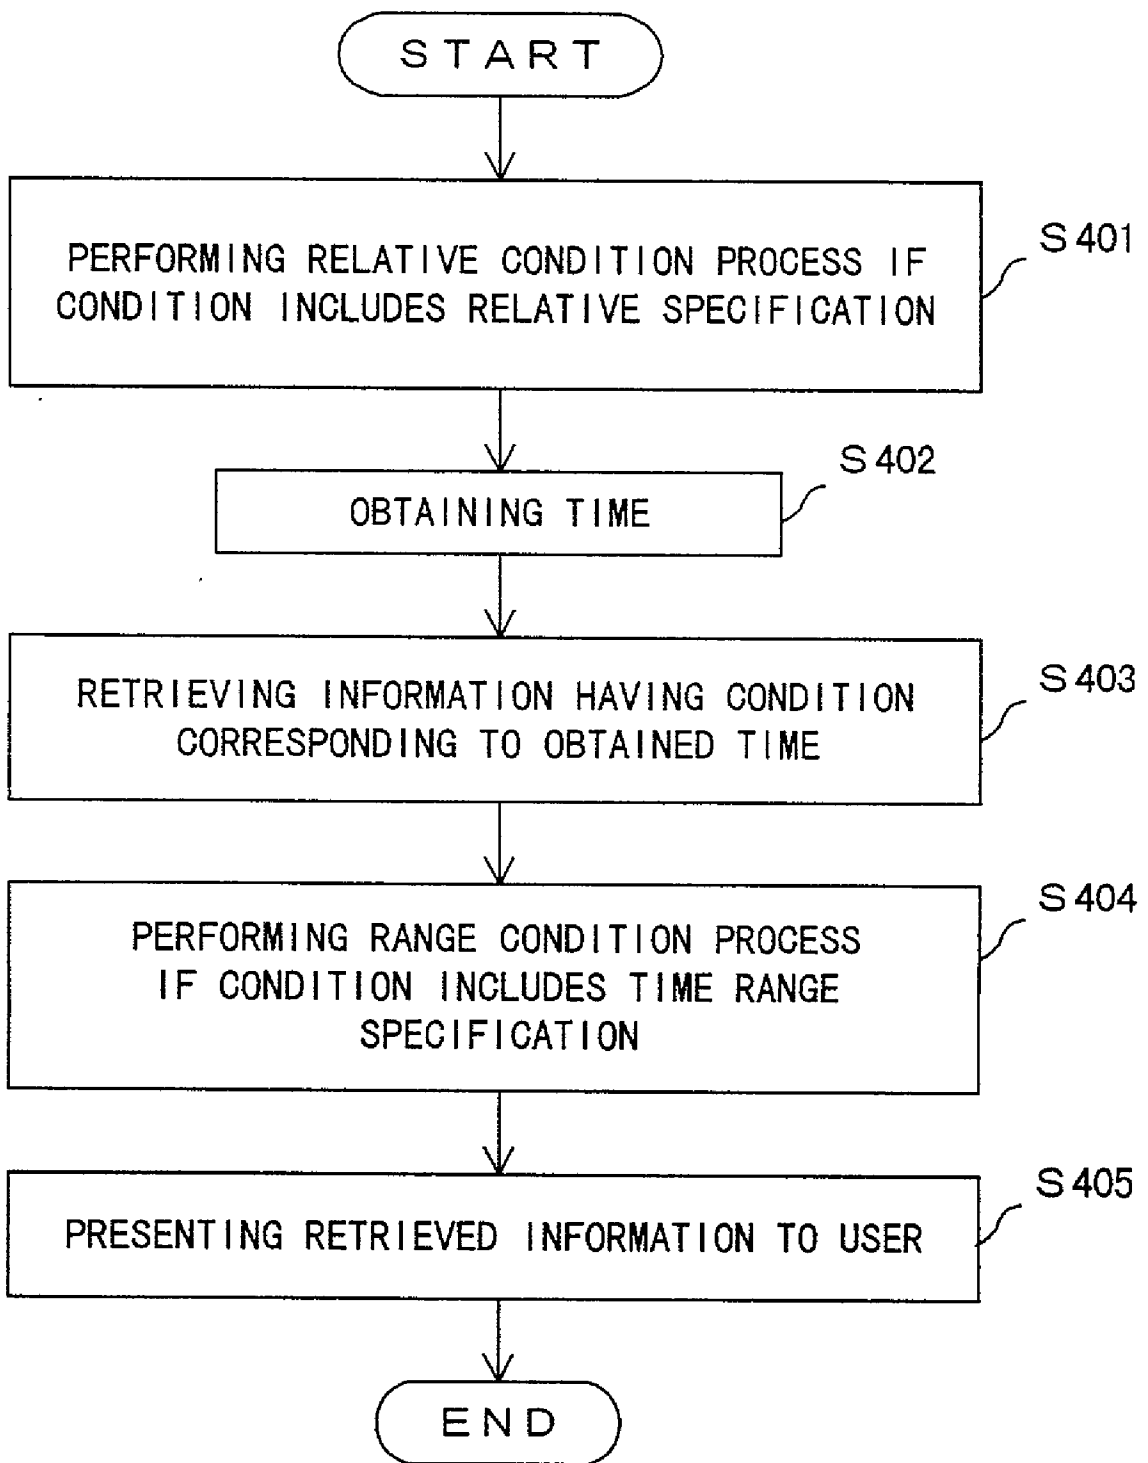 START
PERFORMING RELATIVE CONDITION PROCESS IF
CONDITION INCLUDES RELATIVE SPECIFICATION
S401
OBTAINING TIME
S402
RETRIEVING INFORMATION HAVING CONDITION
CORRESPONDING TO OBTAINED TIME
S403
PERFORMING RANGE CONDITION PROCESS
IF CONDITION INCLUDES TIME RANGE
SPECIFICATION
S404
PRESENTING RETRIEVED INFORMATION TO USER
S405
END